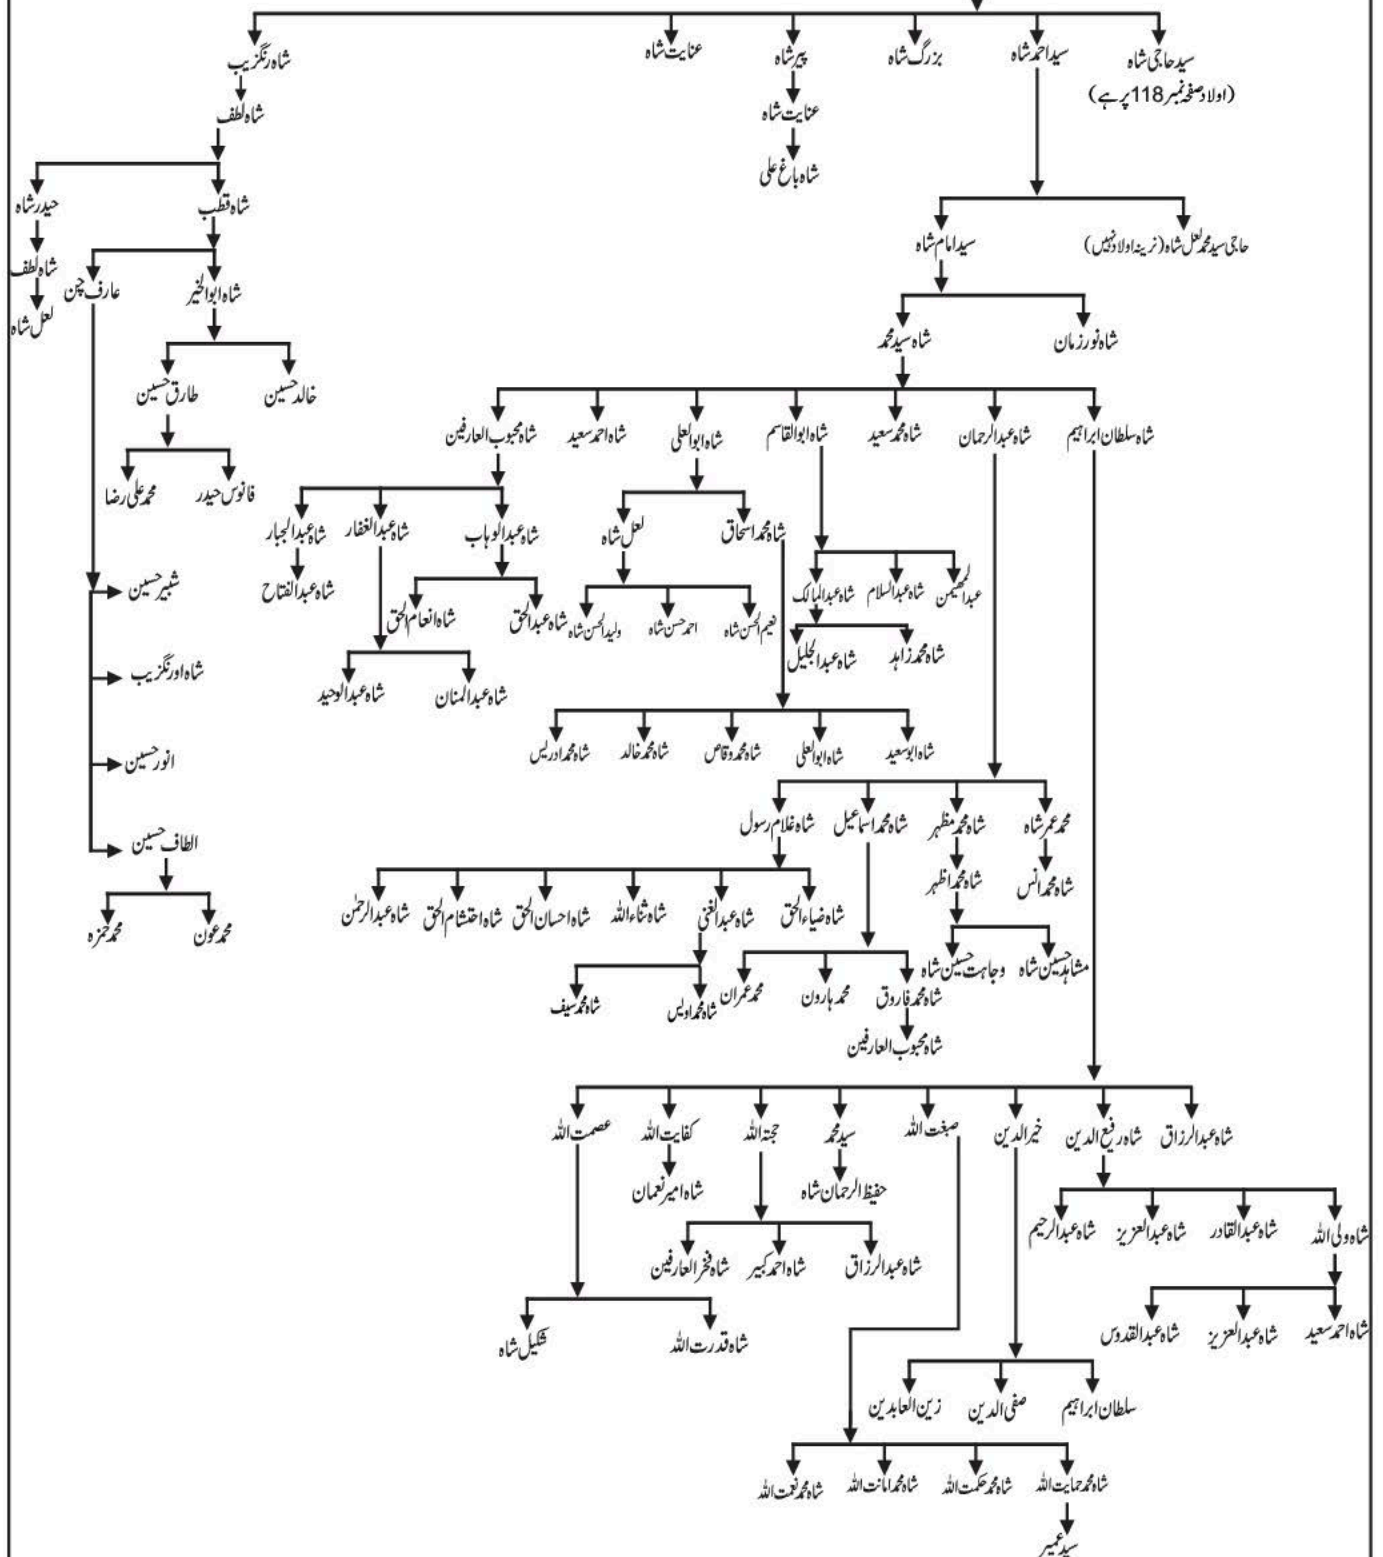 سید حاجی شاہ
سید احمد شاہ
بزرگ شاہ
پیر شاہ
عنایت شاہ
شاہ رنگزیب
(اولاد صفحہ نمبر 118 پر ہے)
عنایت شاہ
شاہ لطف
شاہ باغ علی
شاہ قطب
حیدر شاہ
حاجی سید محمد لعل شاہ (نرینہ اولاد نہیں)
سید امام شاہ
شاہ ابوالخیر
عارف چن
شاہ لطف
لعل شاہ
شاہ نور زمان
شاہ سید محمد
خالد حسین
طارق حسین
شاہ سلطان ابراہیم
شاہ عبدالرحمان
شاہ محمد سعید
شاہ ابوالقاسم
شاہ ابوالعلی
شاہ احمد سعید
شاہ محبوب العارفین
فانوس حیدر
محمد علی رضا
شاہ محمد اسحاق
لعل شاہ
شاہ عبدالوہاب
شاہ عبدالغفار
شاہ عبدالجبار
عبدالمھیمن
شاہ عبدالسلام
شاہ عبدالمالک
شاہ عبدالفتاح
شبیر حسین
نعیم الحسن شاہ
احمد حسن شاہ
ولید الحسن شاہ
شاہ عبدالحق
شاہ انعام الحق
شاہ محمد زاہد
شاہ عبدالجلیل
شاہ اورنگزیب
شاہ عبدالمنان
شاہ عبدالوحید
شاہ ابوسعید
شاہ ابوالعلی
شاہ محمد وقاص
شاہ محمد خالد
شاہ محمد ادریس
انور حسین
محمد عمر شاہ
شاہ محمد مظہر
شاہ محمد اسماعیل
شاہ غلام رسول
الطاف حسین
شاہ محمد انس
شاہ محمد اظہر
شاہ ضیاء الحق
شاہ عبدالغنی
شاہ ثناء اللہ
شاہ احسان الحق
شاہ احتشام الحق
شاہ عبدالرحمٰن
محمد عون
محمد حمزہ
مشاہد حسین شاہ
وجاہت حسین شاہ
شاہ محمد فاروق
محمد ہارون
محمد عمران
شاہ محمد اویس
شاہ محمد سیف
شاہ محبوب العارفین
شاہ عبدالرزاق
شاہ رفیع الدین
خیر الدین
صبغت اللہ
سید محمد
حجتہ اللہ
کفایت اللہ
عصمت اللہ
حفیظ الرحمان شاہ
شاہ امیر نعمان
شاہ ولی اللہ
شاہ عبدالقادر
شاہ عبدالعزیز
شاہ عبدالرحیم
شاہ عبدالرزاق
شاہ احمد کبیر
شاہ فخر العارفین
شاہ احمد سعید
شاہ عبدالعزیز
شاہ عبدالقدوس
شاہ قدرت اللہ
شکیل شاہ
سلطان ابراہیم
صفی الدین
زین العابدین
شاہ محمد حمایت اللہ
شاہ محمد حکمت اللہ
شاہ محمد امانت اللہ
شاہ محمد نعمت اللہ
سید عمیر